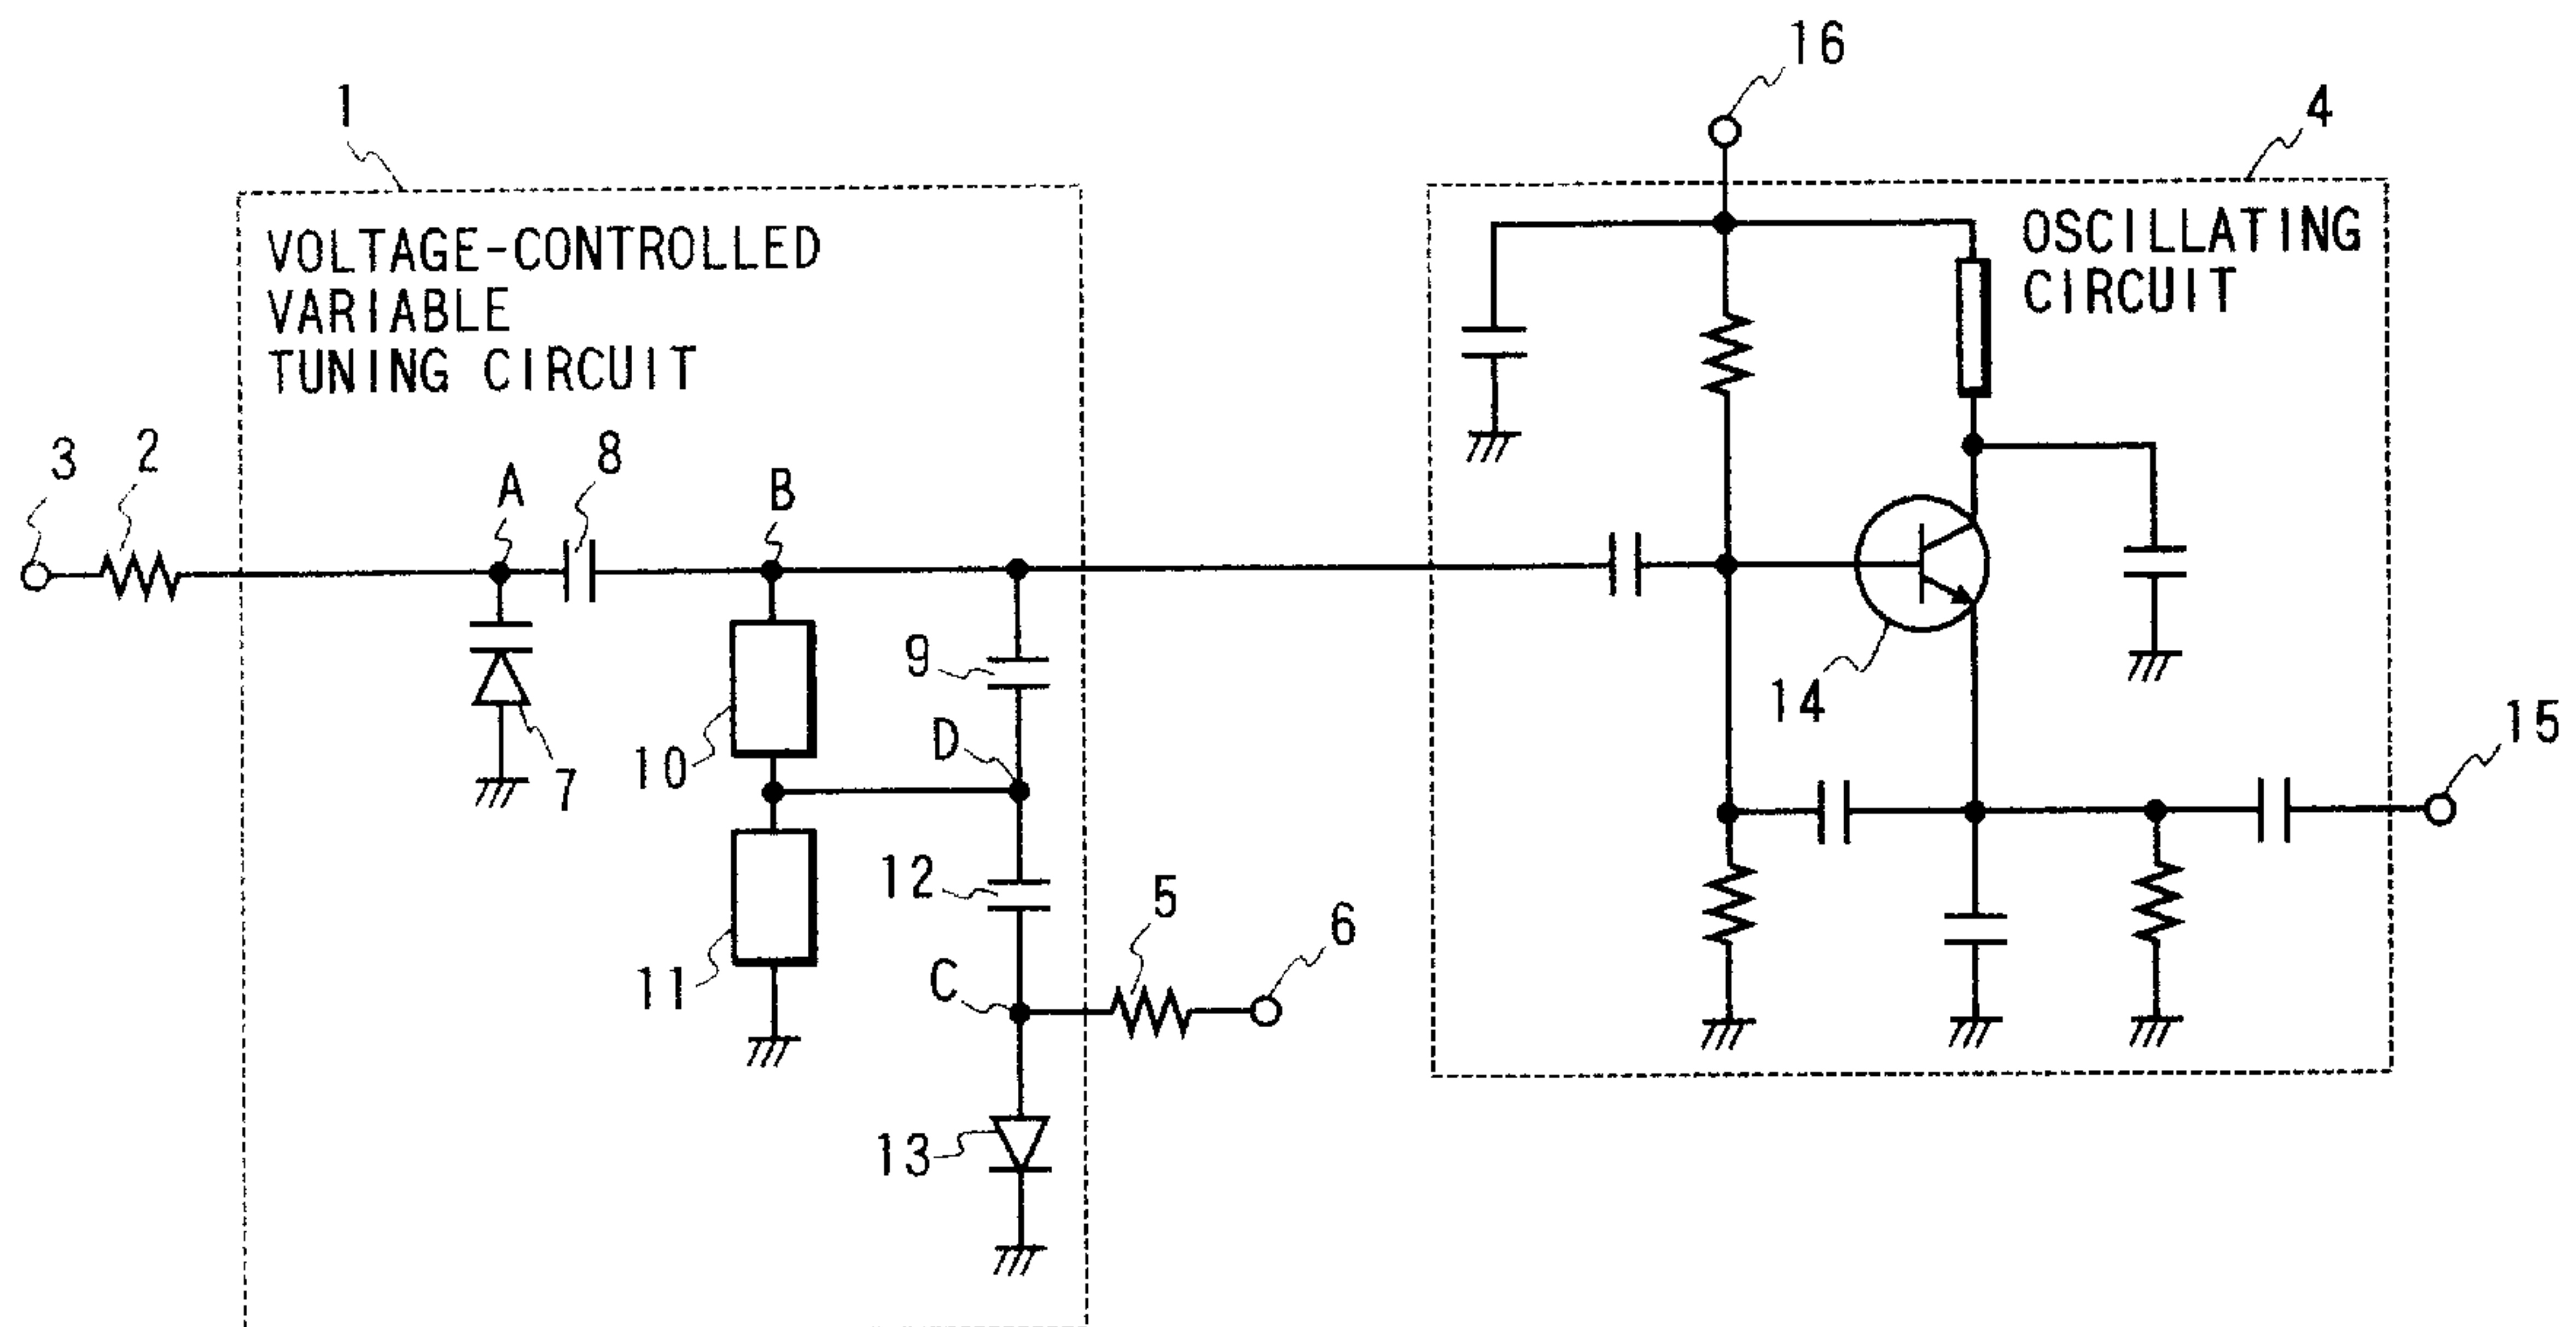 16
1
4
VOLTAGE-CONTROLLED
VARIABLE
TUNING CIRCUIT
OSCILLATING
CIRCUIT
3
2
A
8
B
9
14
15
10
D
7
12
5
6
11
C
13